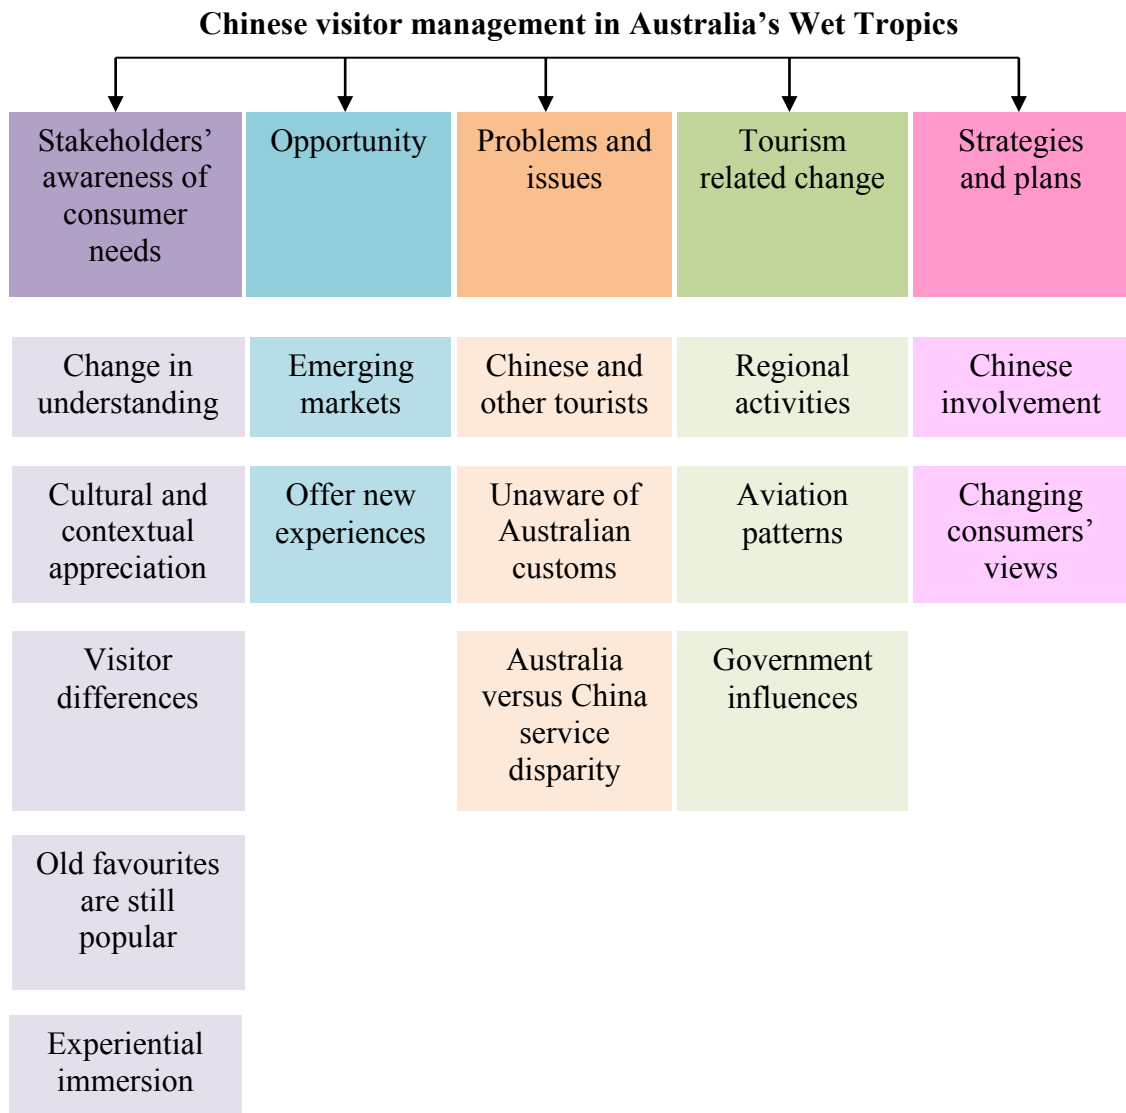 Chinese visitor management in Australia’s Wet Tropics
Stakeholders’
awareness of
consumer
needs
Opportunity
Problems and
issues
Tourism
related change
Strategies
and plans
Change in
understanding
Emerging
markets
Chinese and
other tourists
Regional
activities
Chinese
involvement
Cultural and
contextual
appreciation
Offer new
experiences
Unaware of
Australian
customs
Aviation
patterns
Changing
consumers’
views
Visitor
differences
Australia
versus China
service
disparity
Government
influences
Old favourites
are still
popular
Experiential
immersion